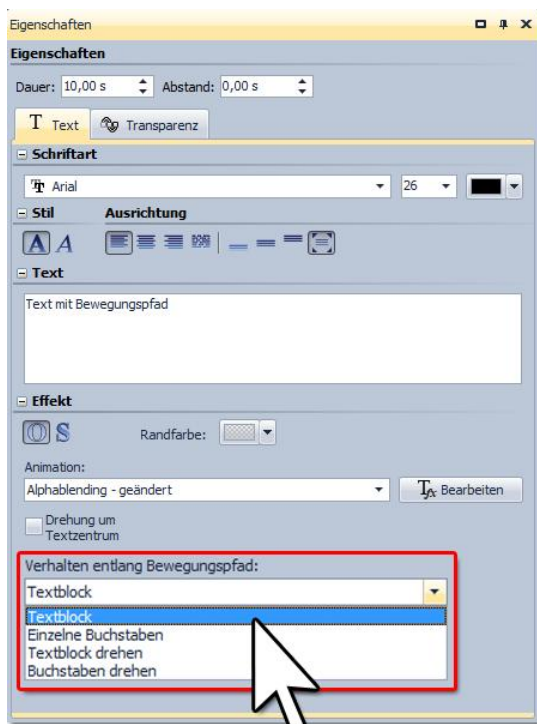 Eigenschaften
Eigenschaften
Dauer: 10,00 s Abstand: 0,00 s
T Text Transparenz
Schriftart
Arial 26
Stil Ausrichtung
A A
Text
Text mit Bewegungspfad
Effekt
S Randfarbe:
Animation:
Alphablending - geändert Bearbeiten
Drehung um
Textzentrum
Verhalten entlang Bewegungspfad:
Textblock
Textblock
Einzelne Buchstaben
Textblock drehen
Buchstaben drehen